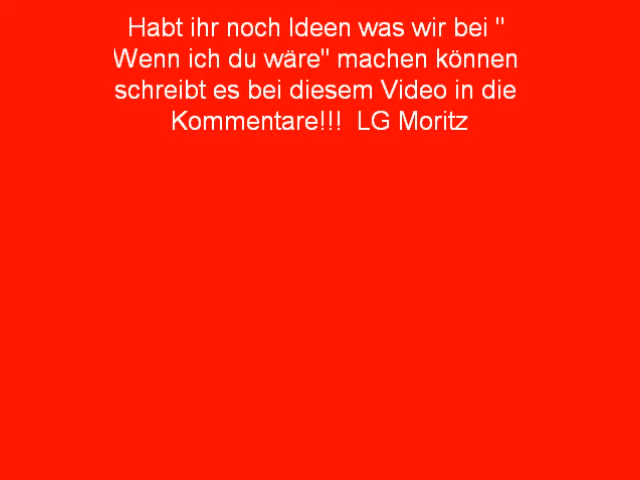 Habt ihr noch Ideen was wir bei "
Wenn ich du wäre" machen können
schreibt es bei diesem Video in die
Kommentare!!!  LG Moritz